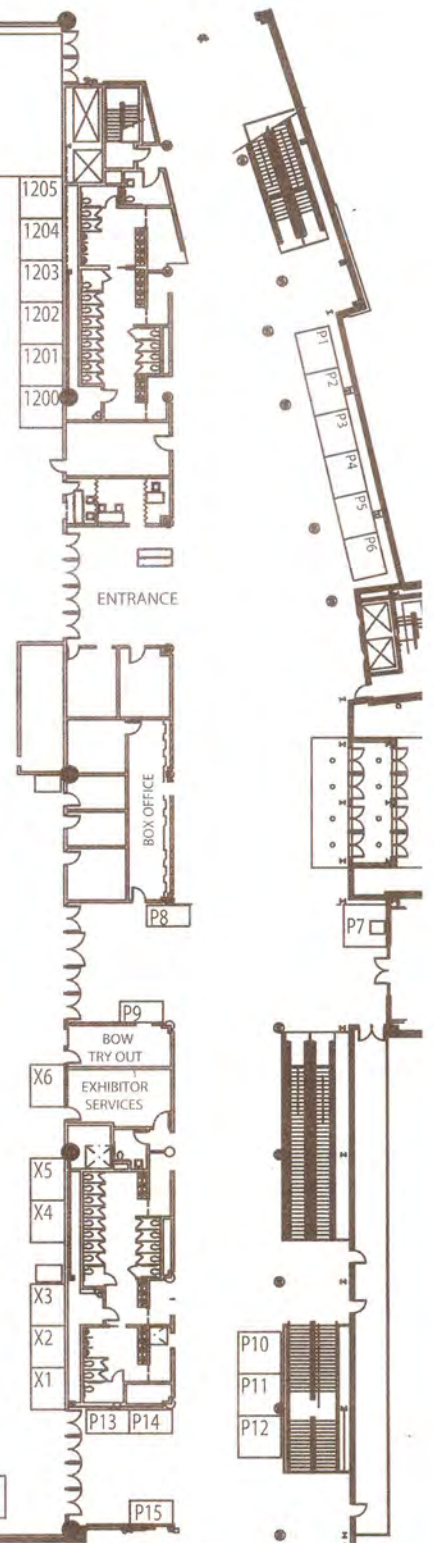 1205
1204
1203
1202
1201
1200
P1
P2
P3
P4
P5
P6
ENTRANCE
BOX OFFICE
P8
P7
P9
BOW
TRY OUT
X6
EXHIBITOR
SERVICES
X5
X4
X3
X2
X1
P10
P11
P12
P13
P14
P15